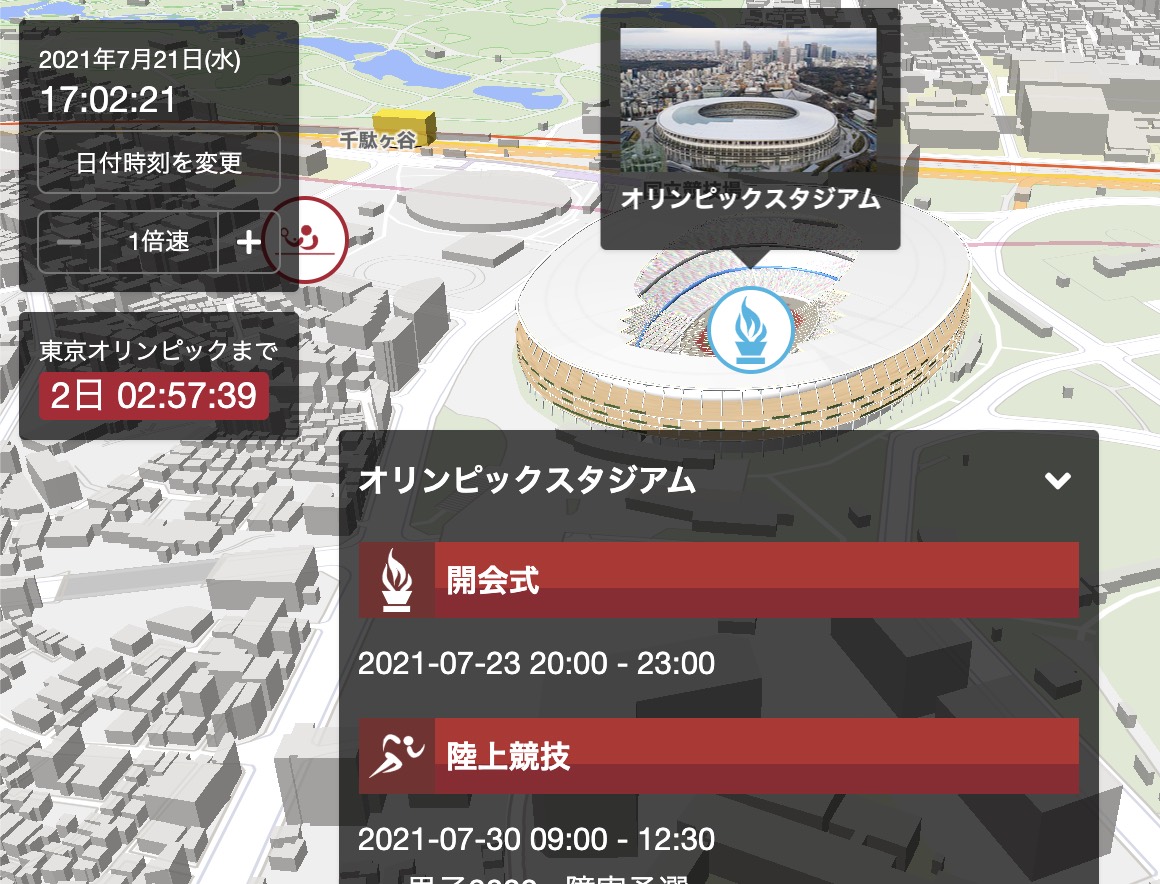 2021年7月21日(水)
17:02:21
日付時刻を変更
1倍速
東京オリンピックまで
2日 02:57:39
千駄ヶ谷
オリンピックスタジアム
オリンピックスタジアム
開会式
2021-07-23 20:00 - 23:00
陸上競技
2021-07-30 09:00 - 12:30